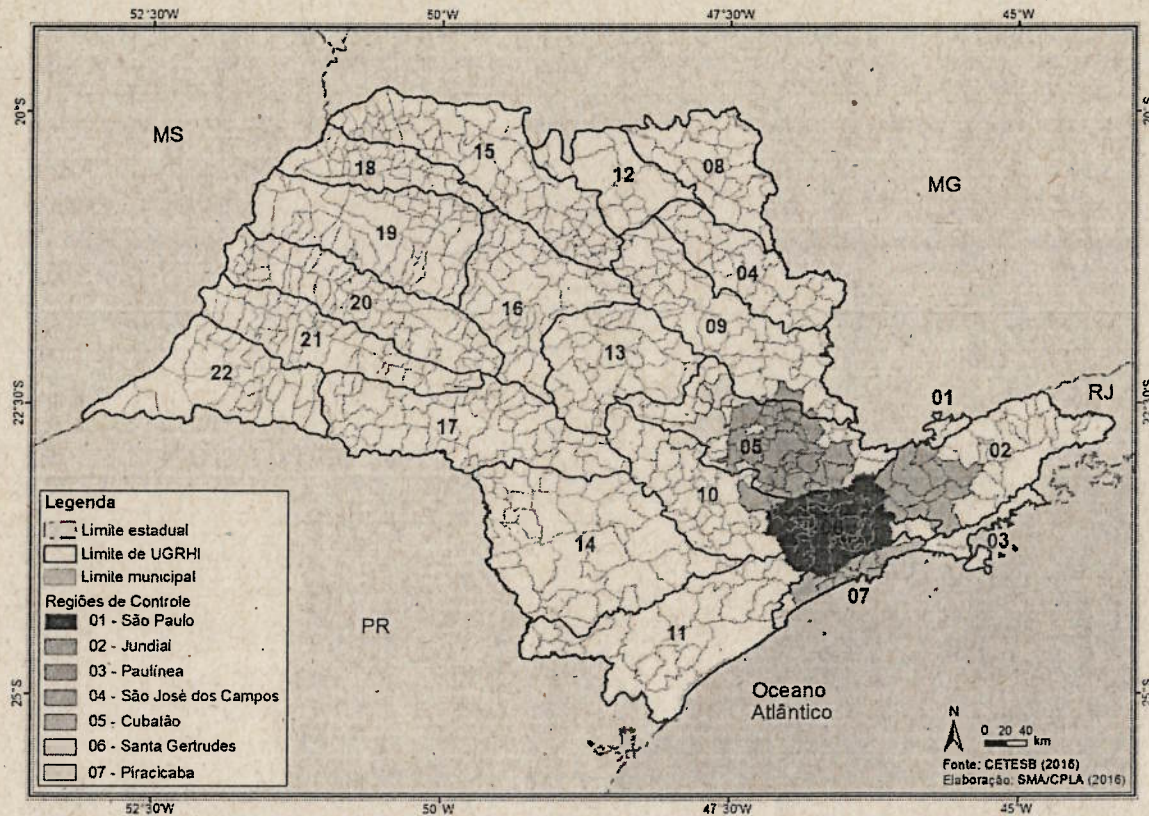 52°30'W 50°W 47°30'W 45°W
20°S
20°S
MS
MG
15
18
12
08
19
04
16
20
09
21
13
22
22°30'S
22°30'S
RJ
01
02
17
05
10
03
14
07
11
PR
Oceano
Atlântico
25°S
25°S
Legenda
Limite estadual
Limite de UGRHI
Limite municipal
Regiões de Controle
01 - São Paulo
02 - Jundiaí
03 - Paulínea
04 - São José dos Campos
05 - Cubatão
06 - Santa Gertrudes
07 - Piracicaba
N
0 20 40
km
Fonte: CETESB (2016)
Elaboração: SMA/CPLA (2016)
52°30'W 50°W 47°30'W 45°W